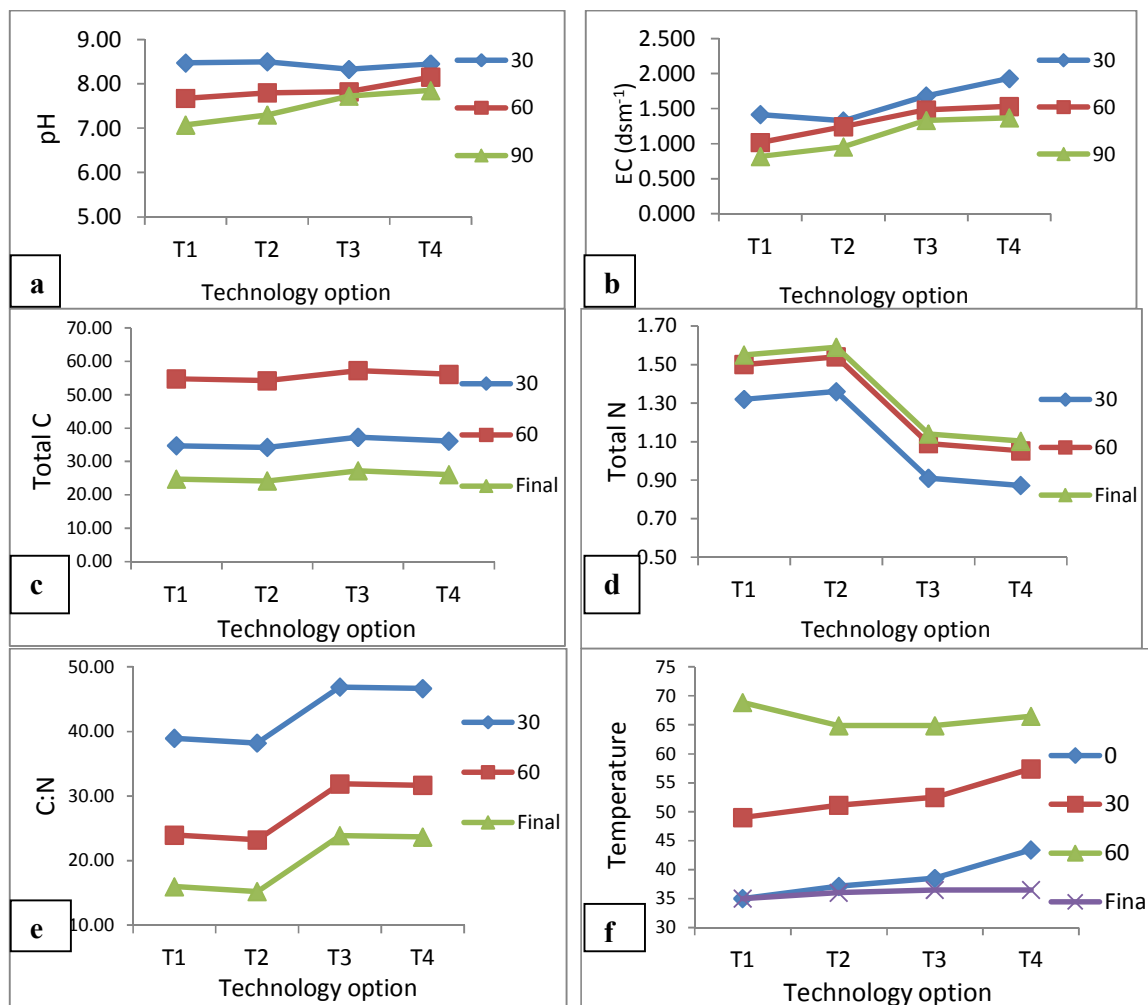 9.00
8.00
7.00
6.00
5.00
pH
T1 T2 T3 T4
Technology option
30
60
90
a
2.500
2.000
1.500
1.000
0.500
0.000
EC (dsm⁻¹)
T1 T2 T3 T4
Technology option
30
60
90
b
70.00
60.00
50.00
40.00
30.00
20.00
10.00
0.00
Total C
T1 T2 T3 T4
Technology option
30
60
Final
c
1.70
1.50
1.30
1.10
0.90
0.70
0.50
Total N
T1 T2 T3 T4
Technology option
30
60
Final
d
50.00
40.00
30.00
20.00
10.00
C:N
T1 T2 T3 T4
Technology option
30
60
Final
e
75
70
65
60
55
50
45
40
35
30
Temperature
T1 T2 T3 T4
Technology option
0
30
60
Final
f